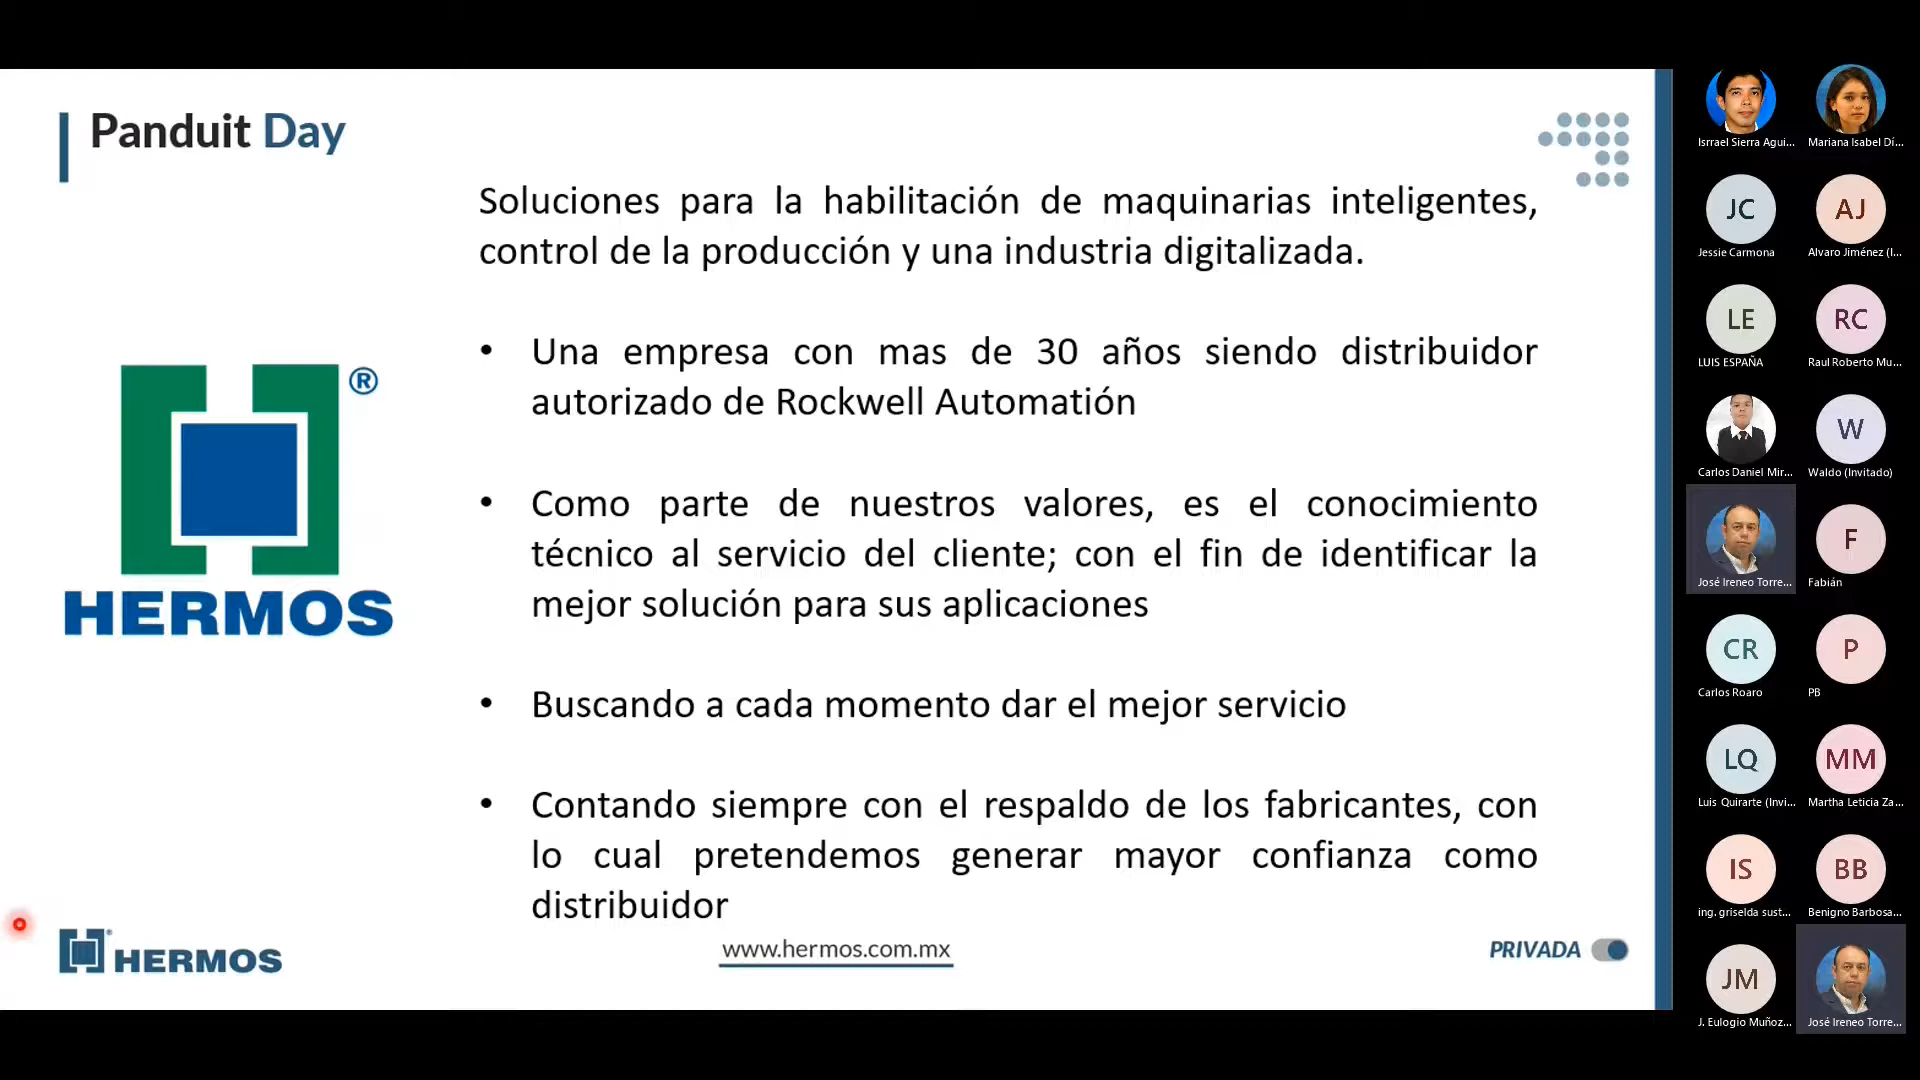 Panduit Day
Soluciones para la habilitación de maquinarias inteligentes,
control de la producción y una industria digitalizada.
• Una empresa con mas de 30 años siendo distribuidor
autorizado de Rockwell Automatión
• Como parte de nuestros valores, es el conocimiento
técnico al servicio del cliente; con el fin de identificar la
mejor solución para sus aplicaciones
• Buscando a cada momento dar el mejor servicio
• Contando siempre con el respaldo de los fabricantes, con
lo cual pretendemos generar mayor confianza como
distribuidor
®
HERMOS
HERMOS
www.hermos.com.mx
PRIVADA
Isrrael Sierra Agui...
Mariana Isabel Dí...
JC
AJ
Jessie Carmona
Alvaro Jiménez (I...
LE
RC
LUIS ESPAÑA
Raul Roberto Mu...
W
Carlos Daniel Mir...
Waldo (Invitado)
F
José Ireneo Torre...
Fabián
CR
P
Carlos Roaro
PB
LQ
MM
Luis Quirarte (Invi...
Martha Leticia Za...
IS
BB
ing. griselda sust...
Benigno Barbosa...
JM
J. Eulogio Muñoz...
José Ireneo Torre...